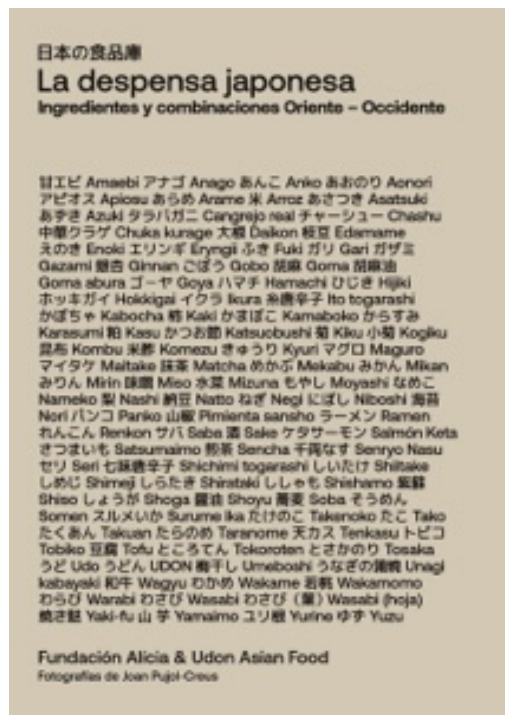 日本の食品庫
La despensa japonesa
Ingredientes y combinaciones Oriente – Occidente
甘エビ Amaebi アナゴ Anago あんこ Anko あおのり Aonori
アピオス Apiosu あらめ Arame 米 Arroz あさつき Asatsuki
あずき Azuki タラバガニ Cangrejo real チャーシュー Chashu
中華クラゲ Chuka kurage 大根 Daikon 枝豆 Edamame
えのき Enoki エリンギ Eryngii ふき Fuki ガリ Gari ガザミ
Gazami 銀杏 Ginnan ごぼう Gobo 胡麻 Goma 胡麻油
Goma abura ゴーヤ Goya ハマチ Hamachi ひじき Hijiki
ホッキガイ Hokkigai イクラ Ikura 糸唐辛子 Ito togarashi
かぼちゃ Kabocha 柿 Kaki かまぼこ Kamaboko からすみ
Karasumi 粕 Kasu かつお節 Katsuobushi 菊 Kiku 小菊 Kogiku
昆布 Kombu 米酢 Komezu きゅうり Kyuri マグロ Maguro
マイタケ Maitake 抹茶 Matcha めかぶ Mekabu みかん Mikan
みりん Mirin 味噌 Miso 水菜 Mizuna もやし Moyashi なめこ
Nameko 梨 Nashi 納豆 Natto ねぎ Negi にぼし Niboshi 海苔
Nori パンコ Panko 山椒 Pimienta sansho ラーメン Ramen
れんこん Renkon サバ Saba 酒 Sake ケタサーモン Salmón Keta
さつまいも Satsumaimo 煎茶 Sencha 千両なす Senryo Nasu
セリ Seri 七味唐辛子 Shichimi togarashi しいたけ Shiitake
しめじ Shimeji しらたき Shirataki ししゃも Shishamo 紫蘇
Shiso しょうが Shoga 醤油 Shoyu 蕎麦 Soba そうめん
Somen スルメいか Surume Ika たけのこ Takenoko たこ Tako
たくあん Takuan たらのめ Taranome 天カス Tenkasu トビコ
Tobiko 豆腐 Tofu ところてん Tokoroten とさかのり Tosaka
うど Udo うどん UDON 梅干し Umeboshi うなぎの蒲焼 Unagi
kabayaki 和牛 Wagyu わかめ Wakame 若桃 Wakamomo
わらび Warabi わさび Wasabi わさび（葉）Wasabi (hoja)
焼き麩 Yaki-fu 山 芋 Yamaimo ユリ根 Yurine ゆず Yuzu
Fundación Alícia & Udon Asian Food
Fotografías de Joan Pujol-Creus